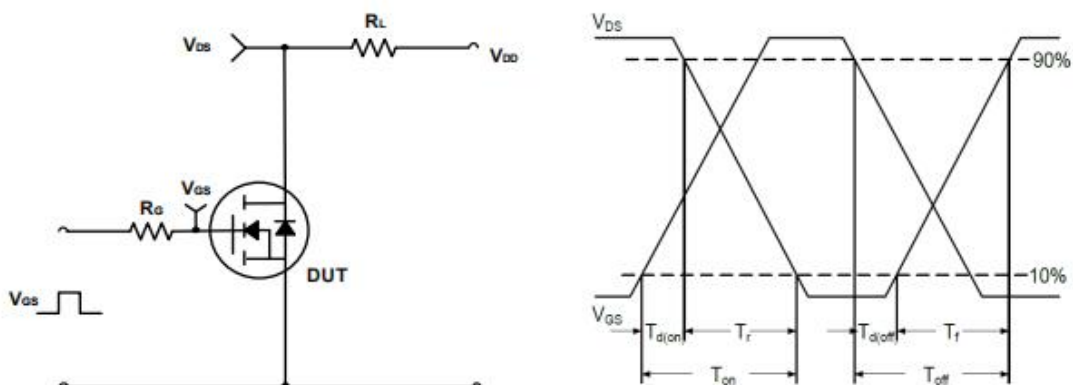 RL
VDS
VDD
VGS
RG
DUT
VGS
VDS
90%
10%
VGS
Td(on)
Tr
Td(off)
Tf
Ton
Toff